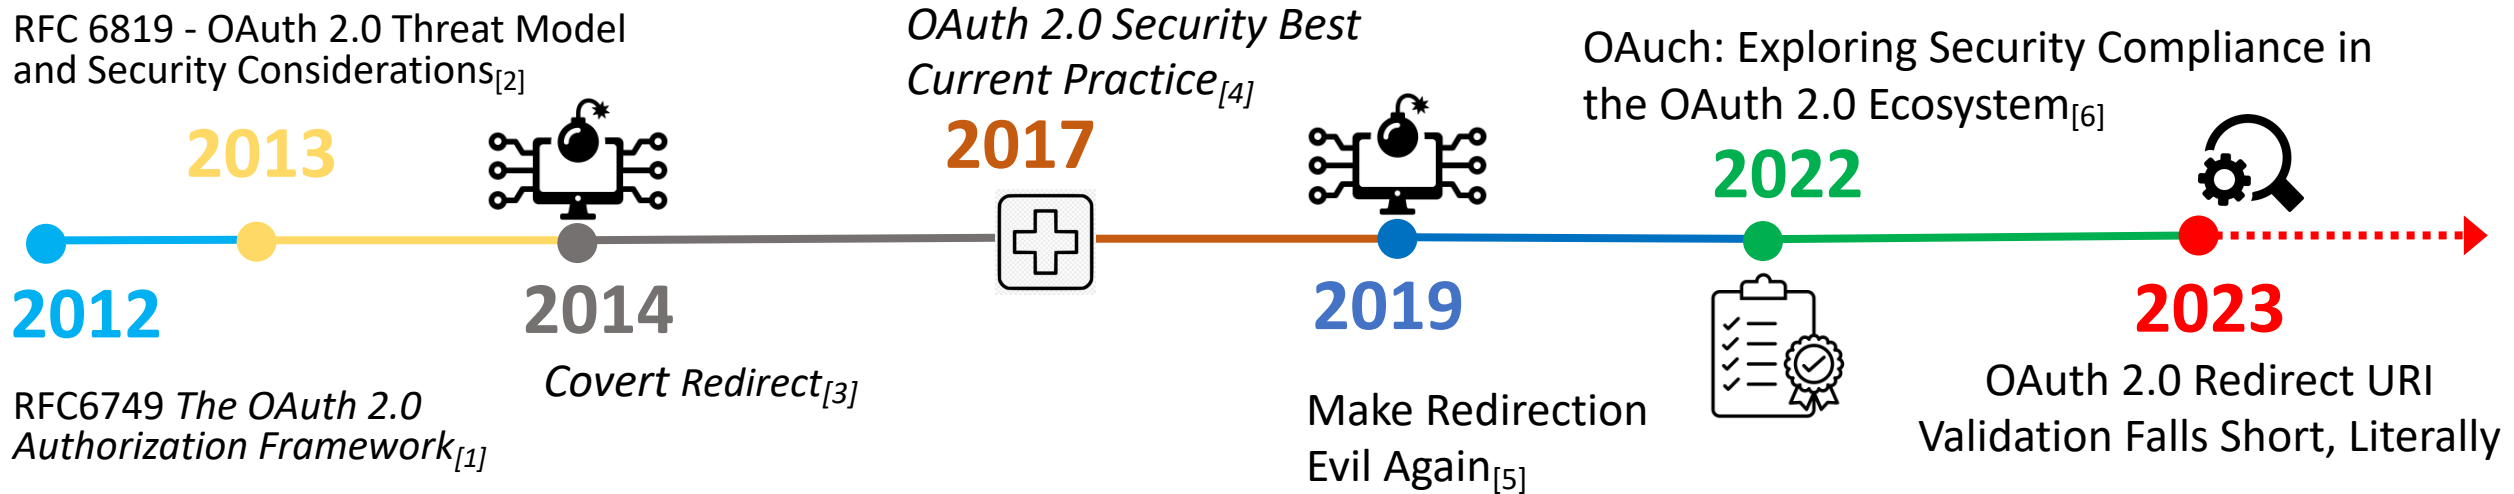 RFC 6819 - OAuth 2.0 Threat Model
and Security Considerations[2]
2013
2012
RFC6749 The OAuth 2.0
Authorization Framework[1]
2014
Covert Redirect[3]
OAuth 2.0 Security Best
Current Practice[4]
2017
2019
Make Redirection
Evil Again[5]
OAuch: Exploring Security Compliance in
the OAuth 2.0 Ecosystem[6]
2022
2023
OAuth 2.0 Redirect URI
Validation Falls Short, Literally